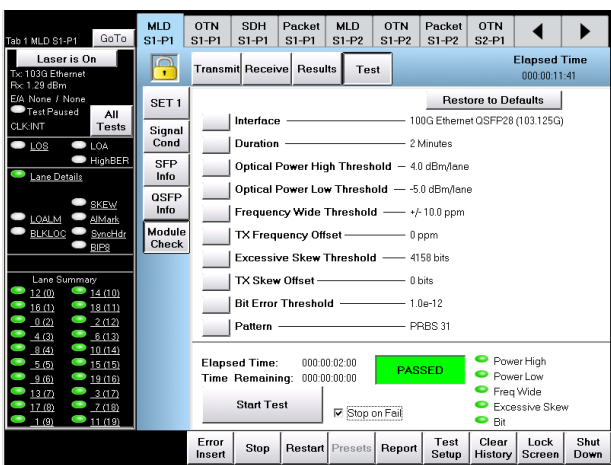 Tab 1 MLD S1-P1 GoTo
MLD S1-P1
OTN S1-P1
SDH S1-P1
Packet S1-P1
MLD S1-P2
OTN S1-P2
Packet S1-P2
OTN S2-P1
Laser is On
Tx: 103G Ethernet
Rx: 1.29 dBm
E/A None / None
Test Paused
CLK:INT
All Tests
LOS LOA
HighBER
Lane Details
SKEW
LOALM AlMark
BLKLOC SyncHdr
BIP8
Lane Summary
12 (0) 14 (10)
16 (1) 18 (11)
0 (2) 2 (12)
4 (3) 6 (13)
8 (4) 10 (14)
5 (5) 15 (15)
9 (6) 19 (16)
13 (7) 3 (17)
17 (8) 7 (18)
1 (9) 11 (19)
Transmit Receive Results Test
Elapsed Time
000:00:11:41
SET 1
Signal Cond
SFP Info
QSFP Info
Module Check
Restore to Defaults
Interface 100G Ethernet QSFP28 (103.125G)
Duration 2 Minutes
Optical Power High Threshold 4.0 dBm/lane
Optical Power Low Threshold -5.0 dBm/lane
Frequency Wide Threshold +/- 10.0 ppm
TX Frequency Offset 0 ppm
Excessive Skew Threshold 4158 bits
TX Skew Offset 0 bits
Bit Error Threshold 1.0e-12
Pattern PRBS 31
Elapsed Time: 000:00:02:00
Time Remaining: 000:00:00:00
PASSED
Start Test
Stop on Fail
Power High
Power Low
Freq Wide
Excessive Skew
Bit
Error Insert
Stop
Restart
Presets
Report
Test Setup
Clear History
Lock Screen
Shut Down